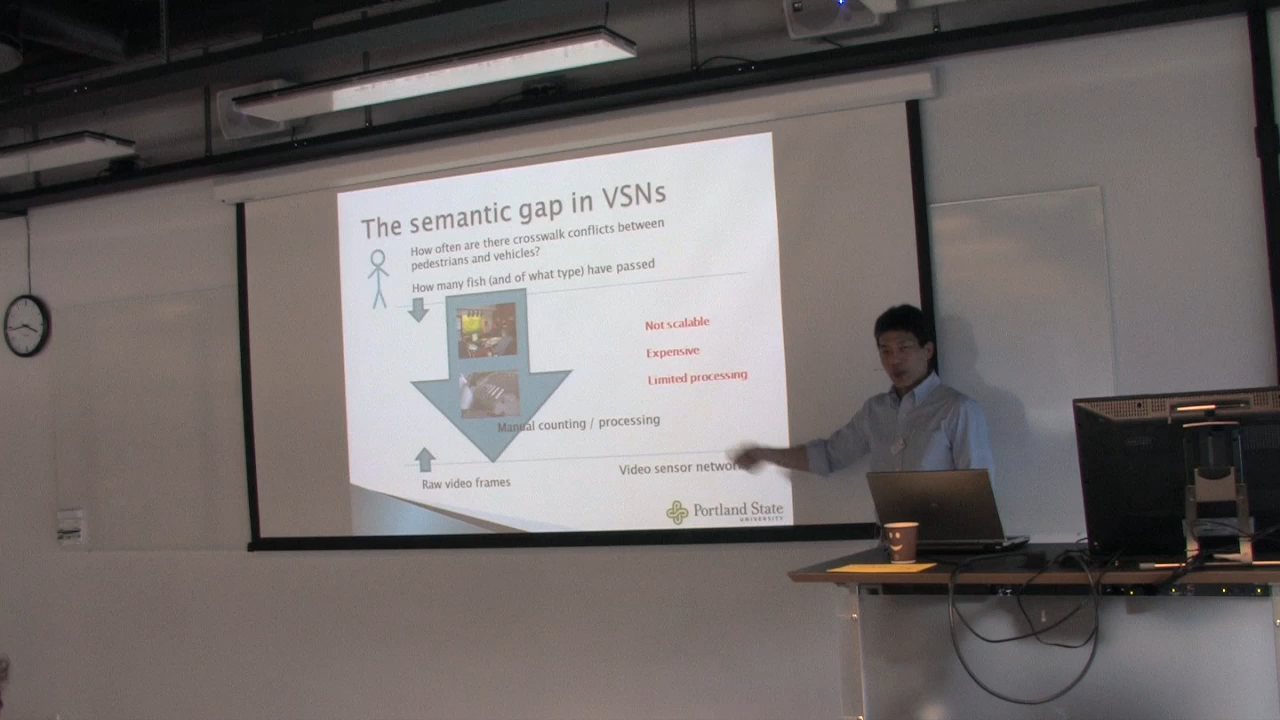 The semantic gap in VSNs
How often are there crosswalk conflicts between
pedestrians and vehicles?
How many fish (and of what type) have passed
Not scalable
Expensive
Limited processing
Manual counting / processing
Video sensor network
Raw video frames
Portland State
UNIVERSITY